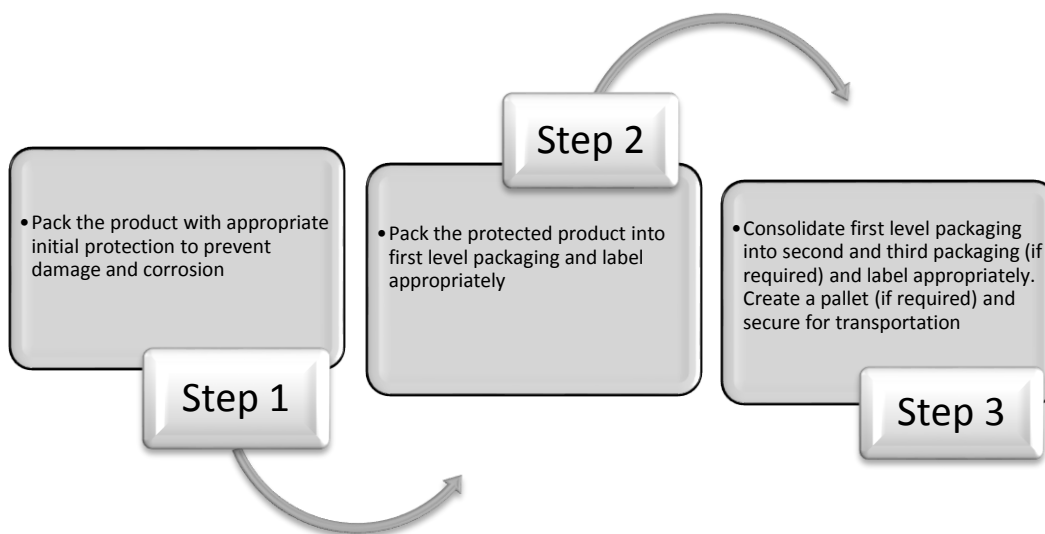 • Pack the product with appropriate
initial protection to prevent
damage and corrosion
Step 1
Step 2
• Pack the protected product into
first level packaging and label
appropriately
• Consolidate first level packaging
into second and third packaging (if
required) and label appropriately.
Create a pallet (if required) and
secure for transportation
Step 3